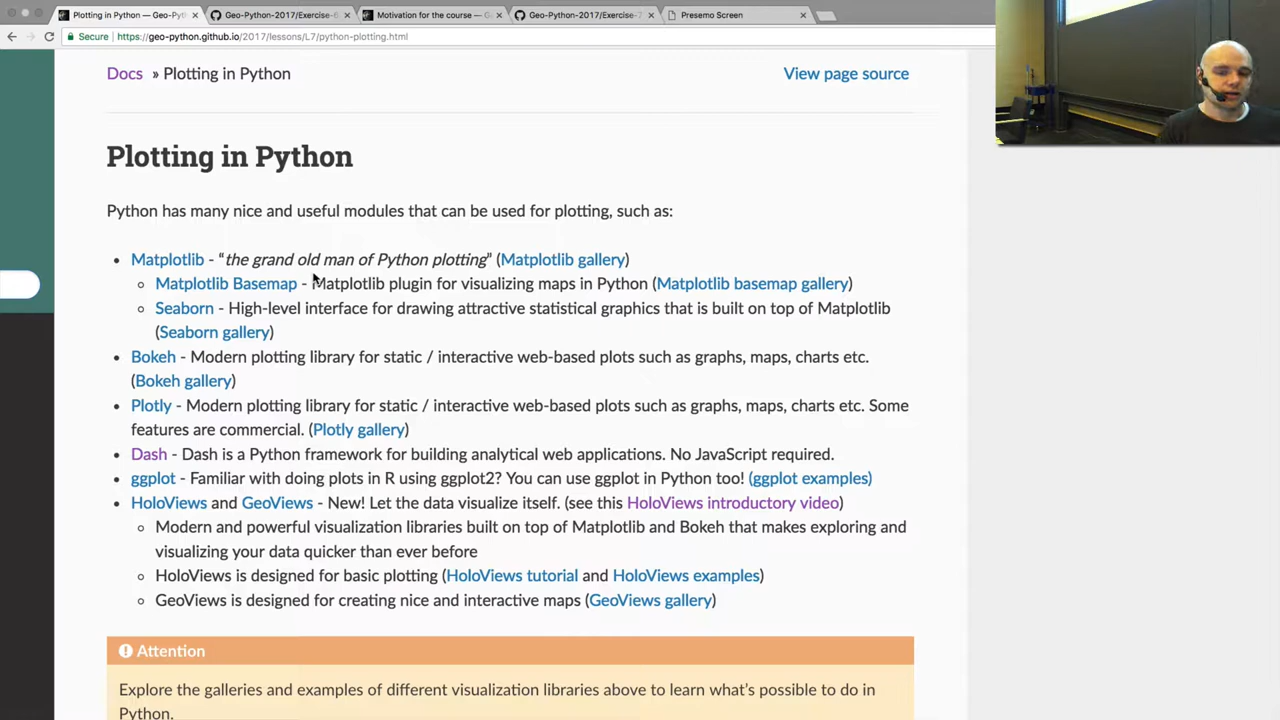 Plotting in Python — Geo-Pyt
Geo-Python-2017/Exercise-6
Motivation for the course — G
Geo-Python-2017/Exercise-7
Presemo Screen
Secure
https://geo-python.github.io/2017/lessons/L7/python-plotting.html
Docs » Plotting in Python
View page source
Plotting in Python
Python has many nice and useful modules that can be used for plotting, such as:
Matplotlib - “the grand old man of Python plotting” (Matplotlib gallery)
Matplotlib Basemap - Matplotlib plugin for visualizing maps in Python (Matplotlib basemap gallery)
Seaborn - High-level interface for drawing attractive statistical graphics that is built on top of Matplotlib
(Seaborn gallery)
Bokeh - Modern plotting library for static / interactive web-based plots such as graphs, maps, charts etc.
(Bokeh gallery)
Plotly - Modern plotting library for static / interactive web-based plots such as graphs, maps, charts etc. Some
features are commercial. (Plotly gallery)
Dash - Dash is a Python framework for building analytical web applications. No JavaScript required.
ggplot - Familiar with doing plots in R using ggplot2? You can use ggplot in Python too! (ggplot examples)
HoloViews and GeoViews - New! Let the data visualize itself. (see this HoloViews introductory video)
Modern and powerful visualization libraries built on top of Matplotlib and Bokeh that makes exploring and
visualizing your data quicker than ever before
HoloViews is designed for basic plotting (HoloViews tutorial and HoloViews examples)
GeoViews is designed for creating nice and interactive maps (GeoViews gallery)
Attention
Explore the galleries and examples of different visualization libraries above to learn what’s possible to do in
Python.